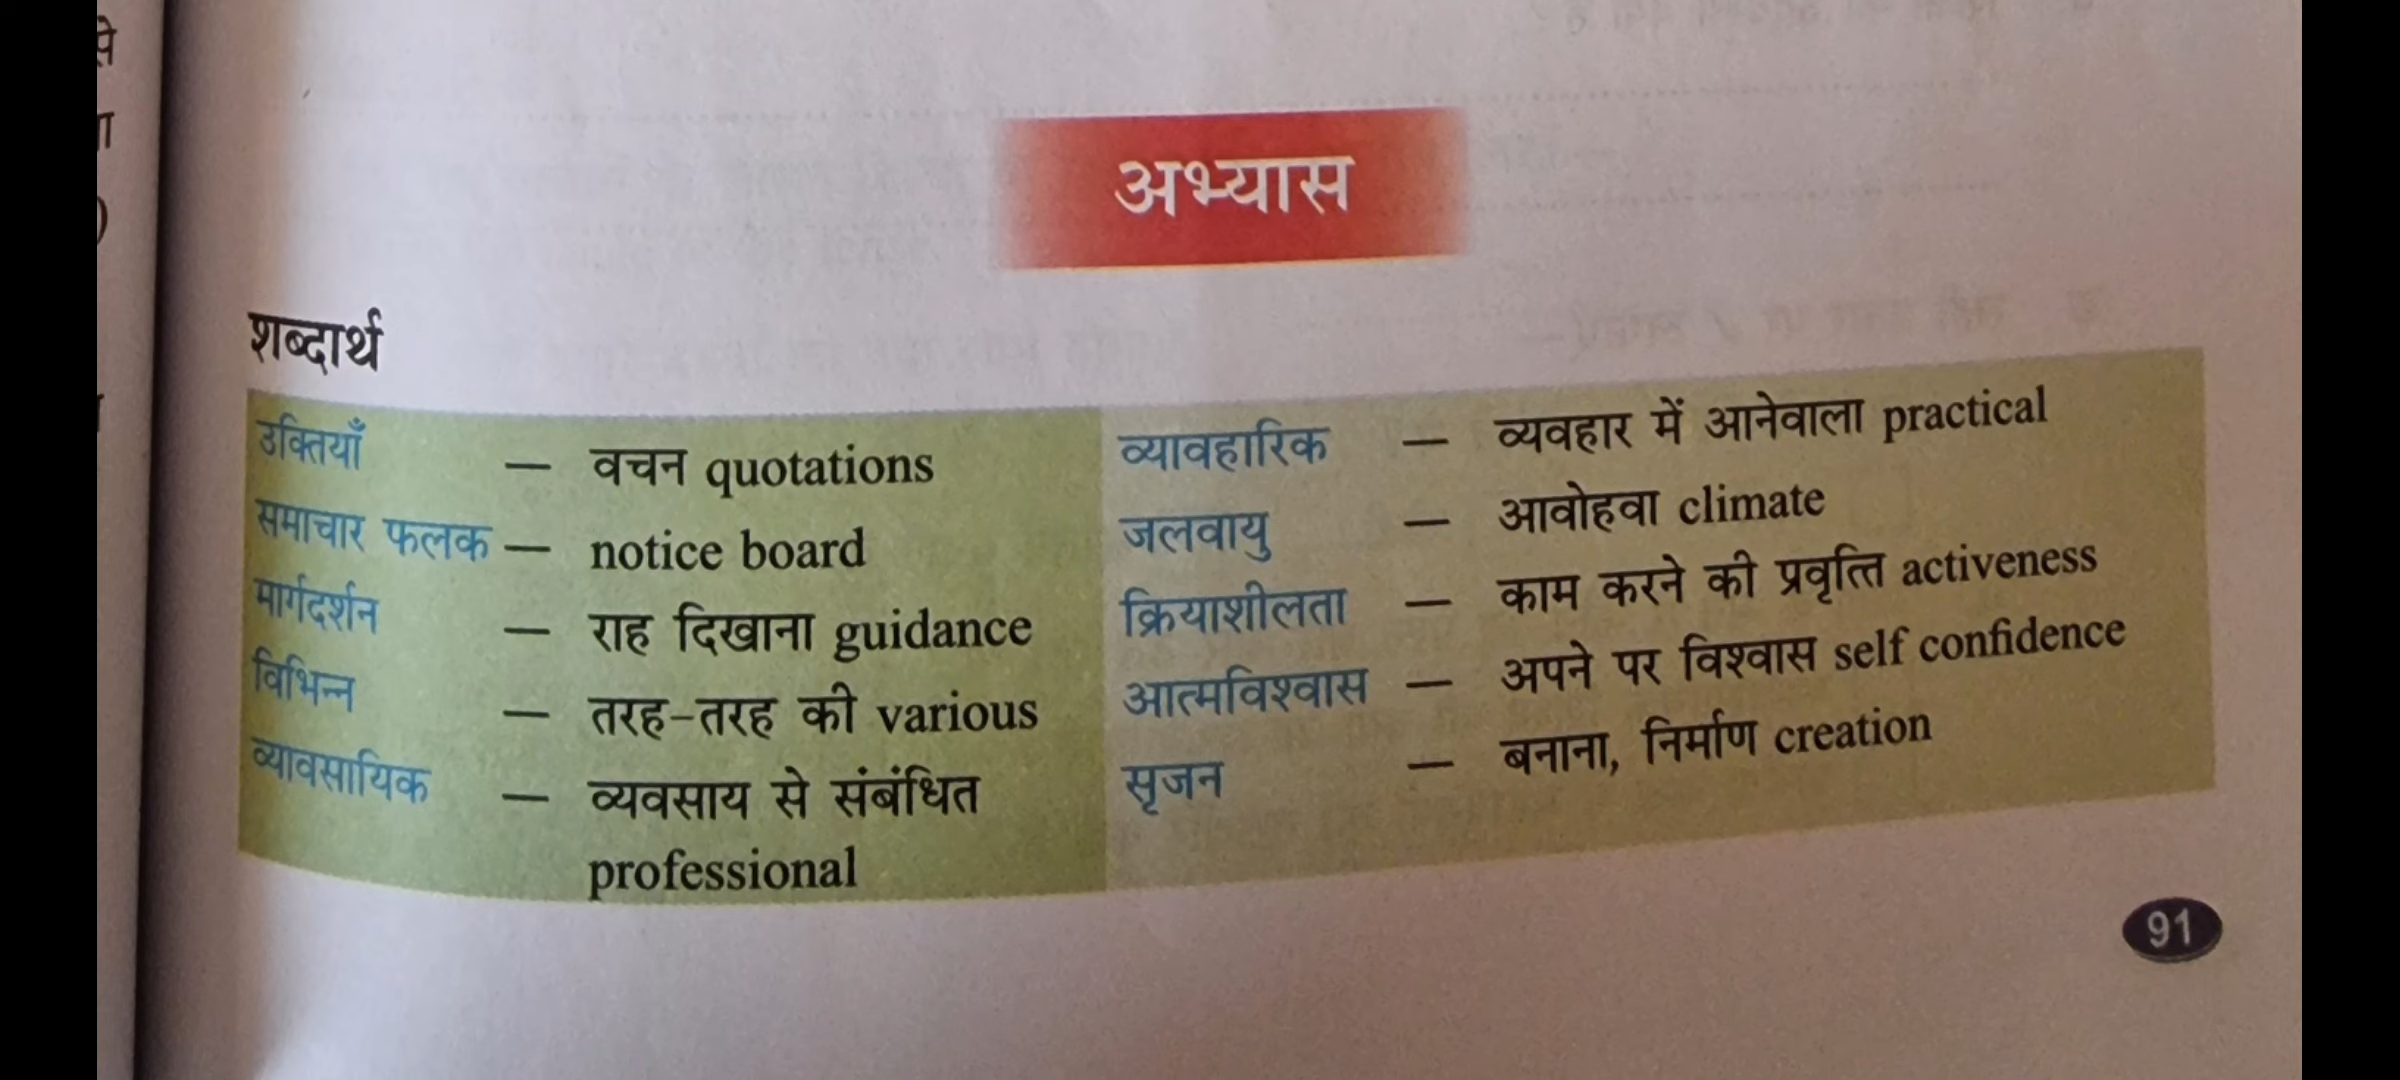 अभ्यास
शब्दार्थ
उक्तियाँ — वचन quotations
समाचार फलक — notice board
मार्गदर्शन — राह दिखाना guidance
विभिन्न — तरह-तरह की various
व्यावसायिक — व्यवसाय से संबंधित
professional
व्यावहारिक — व्यवहार में आनेवाला practical
जलवायु — आवोहवा climate
क्रियाशीलता — काम करने की प्रवृत्ति activeness
आत्मविश्वास — अपने पर विश्वास self confidence
सृजन — बनाना, निर्माण creation
91